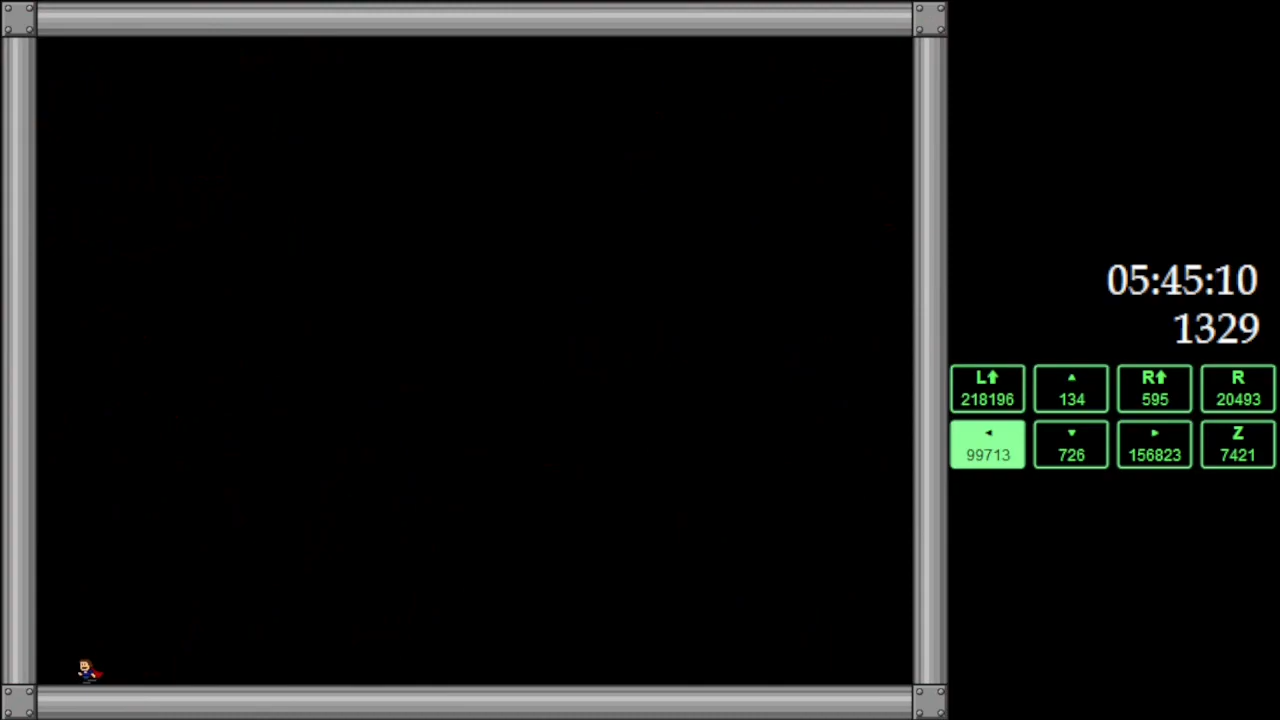 05:45:10
1329
L⬆ ▲ R⬆ R
218196 134 595 20493
◄ ▼ ► Z
99713 726 156823 7421